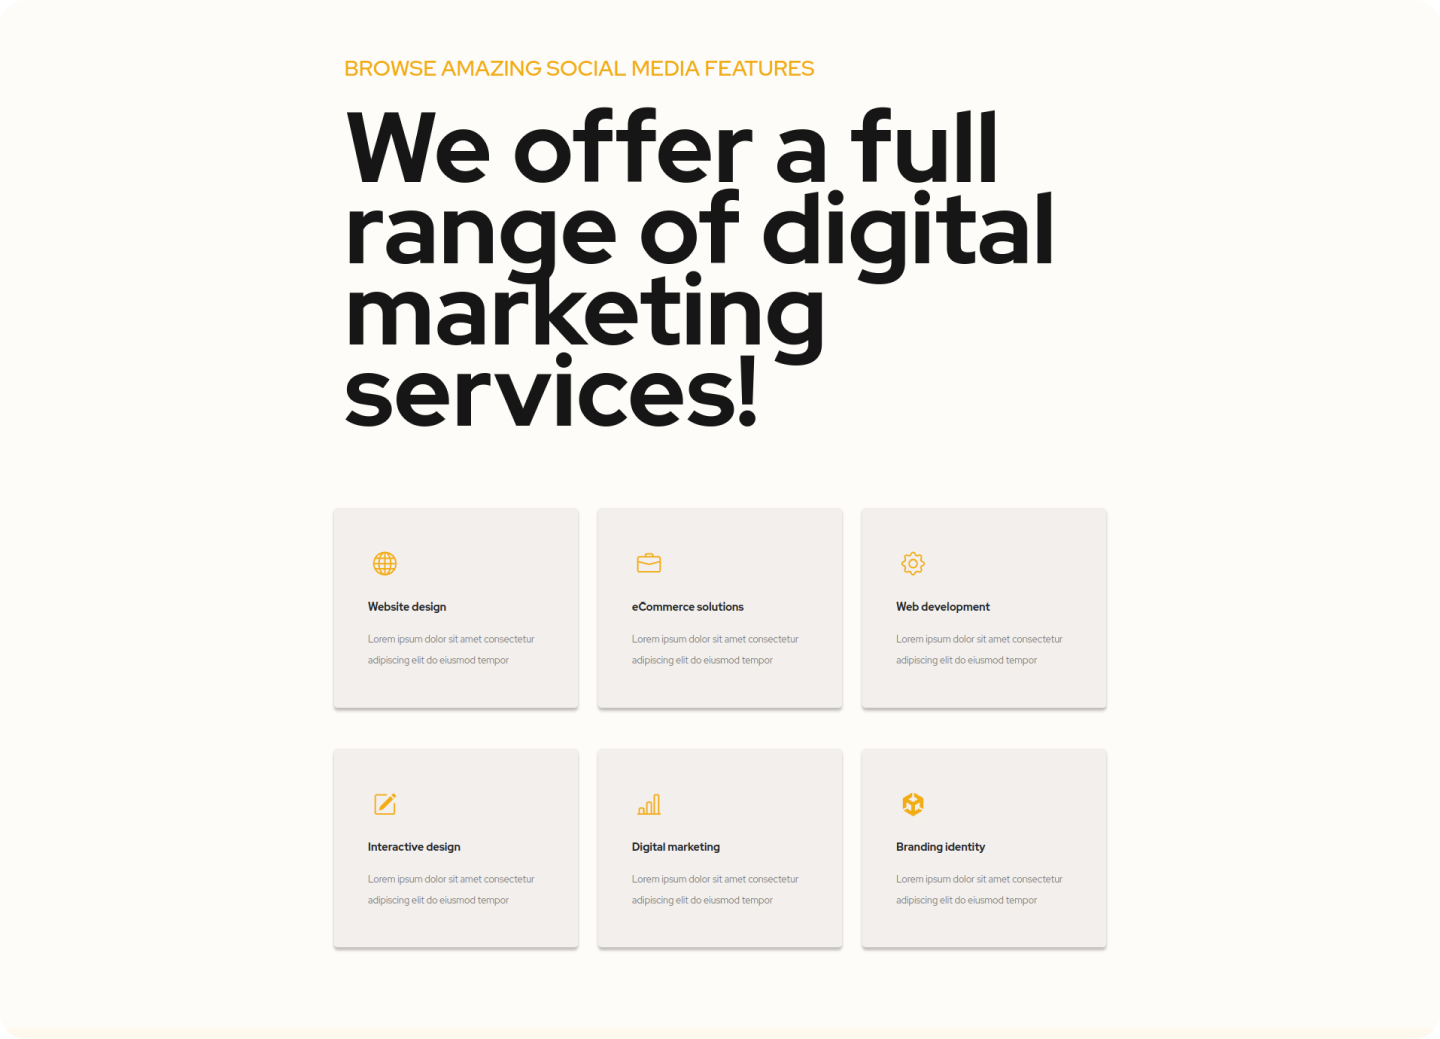 BROWSE AMAZING SOCIAL MEDIA FEATURES
We offer a full
range of digital
marketing
services!
Website design
Lorem ipsum dolor sit amet consectetur
adipiscing elit do eiusmod tempor
eCommerce solutions
Lorem ipsum dolor sit amet consectetur
adipiscing elit do eiusmod tempor
Web development
Lorem ipsum dolor sit amet consectetur
adipiscing elit do eiusmod tempor
Interactive design
Lorem ipsum dolor sit amet consectetur
adipiscing elit do eiusmod tempor
Digital marketing
Lorem ipsum dolor sit amet consectetur
adipiscing elit do eiusmod tempor
Branding identity
Lorem ipsum dolor sit amet consectetur
adipiscing elit do eiusmod tempor